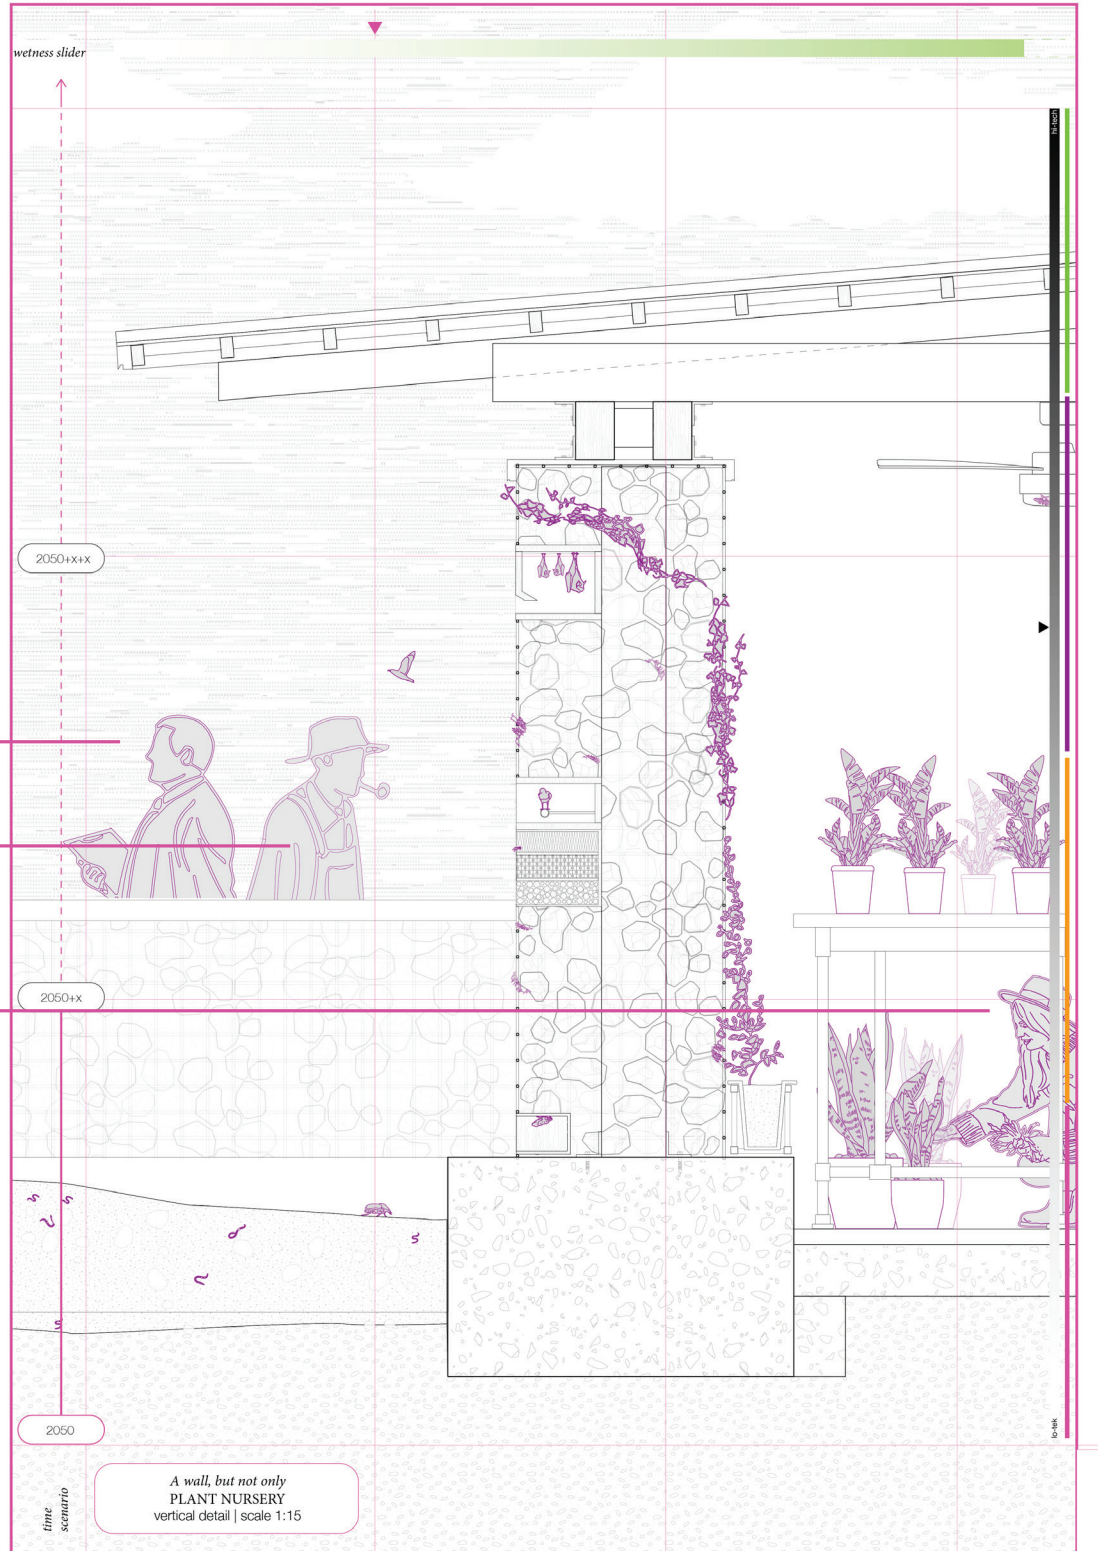 wetness slider
hi-tech
2050+x+x
2050+x
2050
lo-tek
time
scenario
A wall, but not only
PLANT NURSERY
vertical detail | scale 1:15